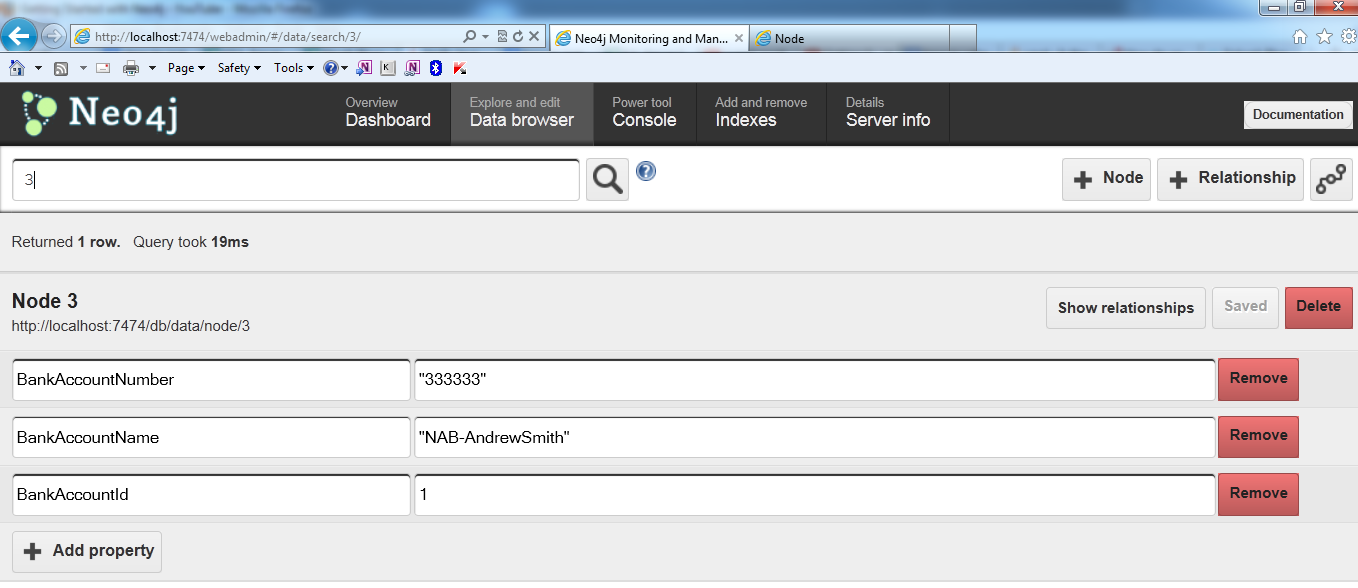 http://localhost:7474/webadmin/#/data/search/3/
Neo4j Monitoring and Man...
Node
Page Safety Tools
Neo4j
Overview
Dashboard
Explore and edit
Data browser
Power tool
Console
Add and remove
Indexes
Details
Server info
Documentation
3
Node
Relationship
Returned 1 row. Query took 19ms
Node 3
http://localhost:7474/db/data/node/3
Show relationships
Saved
Delete
BankAccountNumber "333333" Remove
BankAccountName "NAB-AndrewSmith" Remove
BankAccountId 1 Remove
Add property